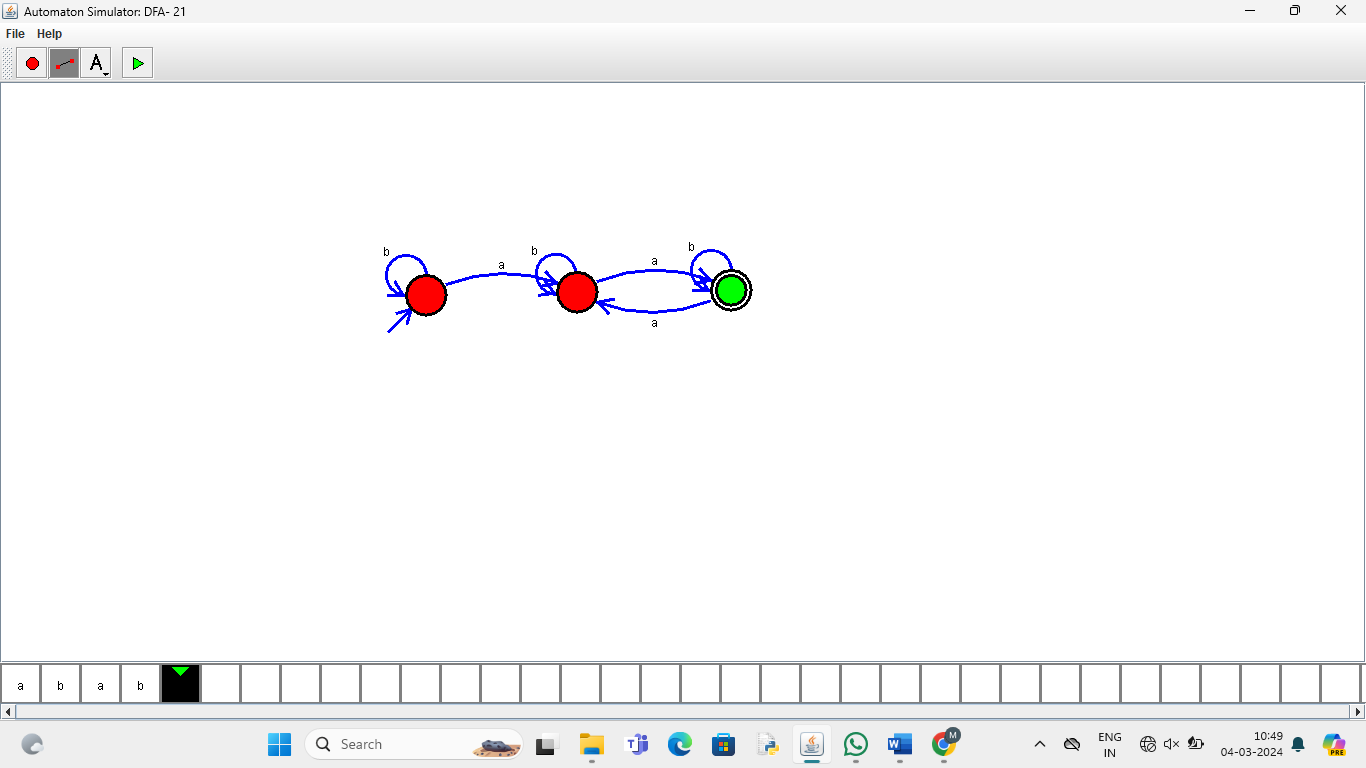 Automaton Simulator: DFA- 21
File Help
A
b
a
b
a
b
a
a b a b
Search
ENG
IN
10:49
04-03-2024
M
W
T
PRE